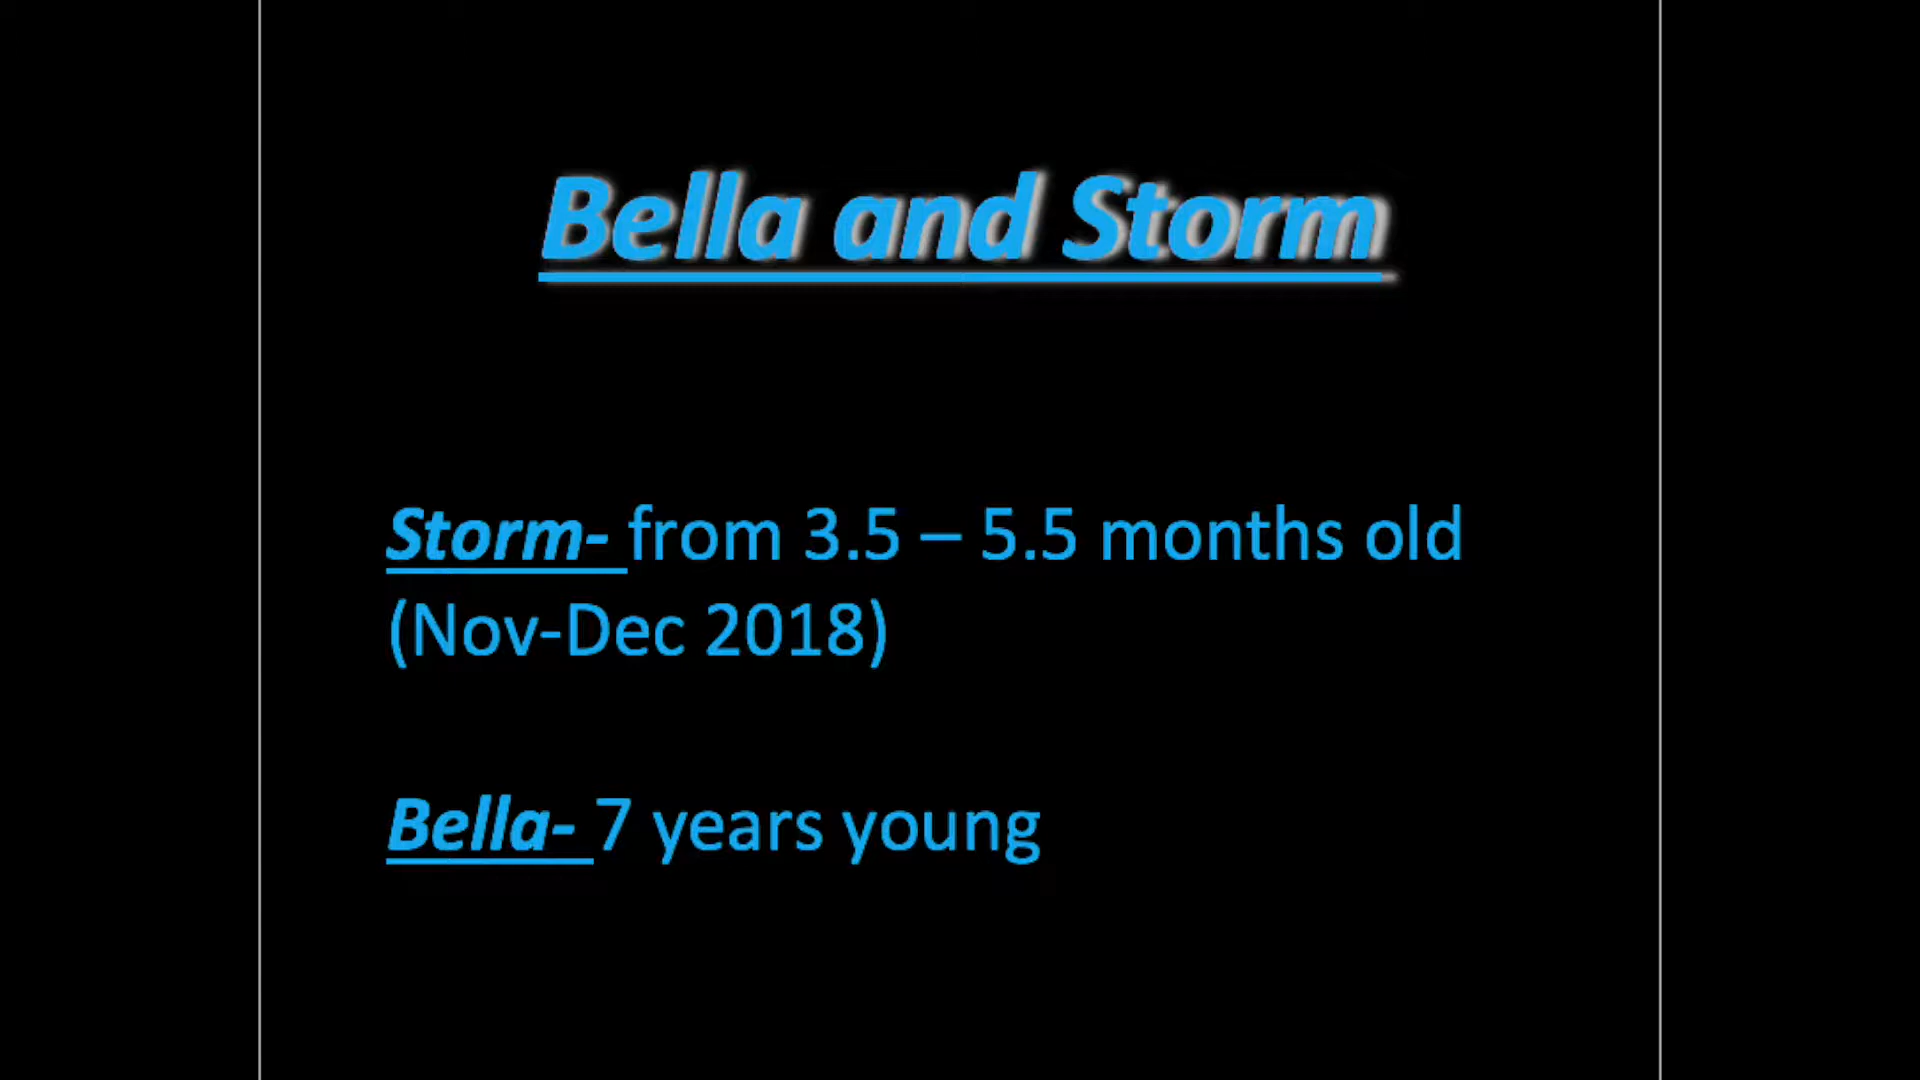 Bella and Storm
Storm- from 3.5 – 5.5 months old
(Nov-Dec 2018)
Bella- 7 years young